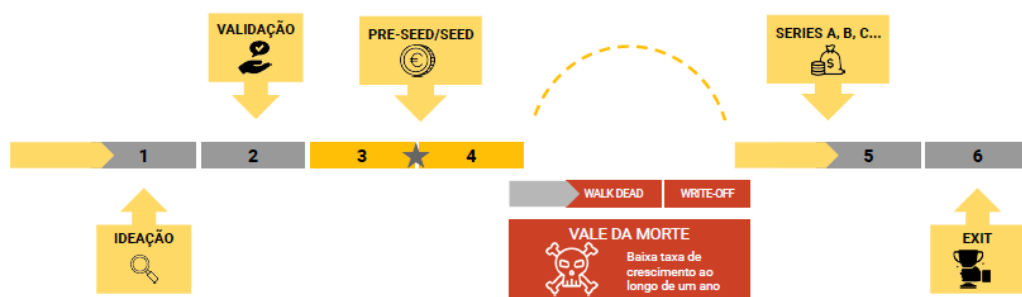 VALIDAÇÃO
PRE-SEED/SEED
€
SERIES A, B, C...
$
1
2
3
4
5
6
WALK DEAD
WRITE-OFF
IDEAÇÃO
VALE DA MORTE
Baixa taxa de
crescimento ao
longo de um ano
EXIT